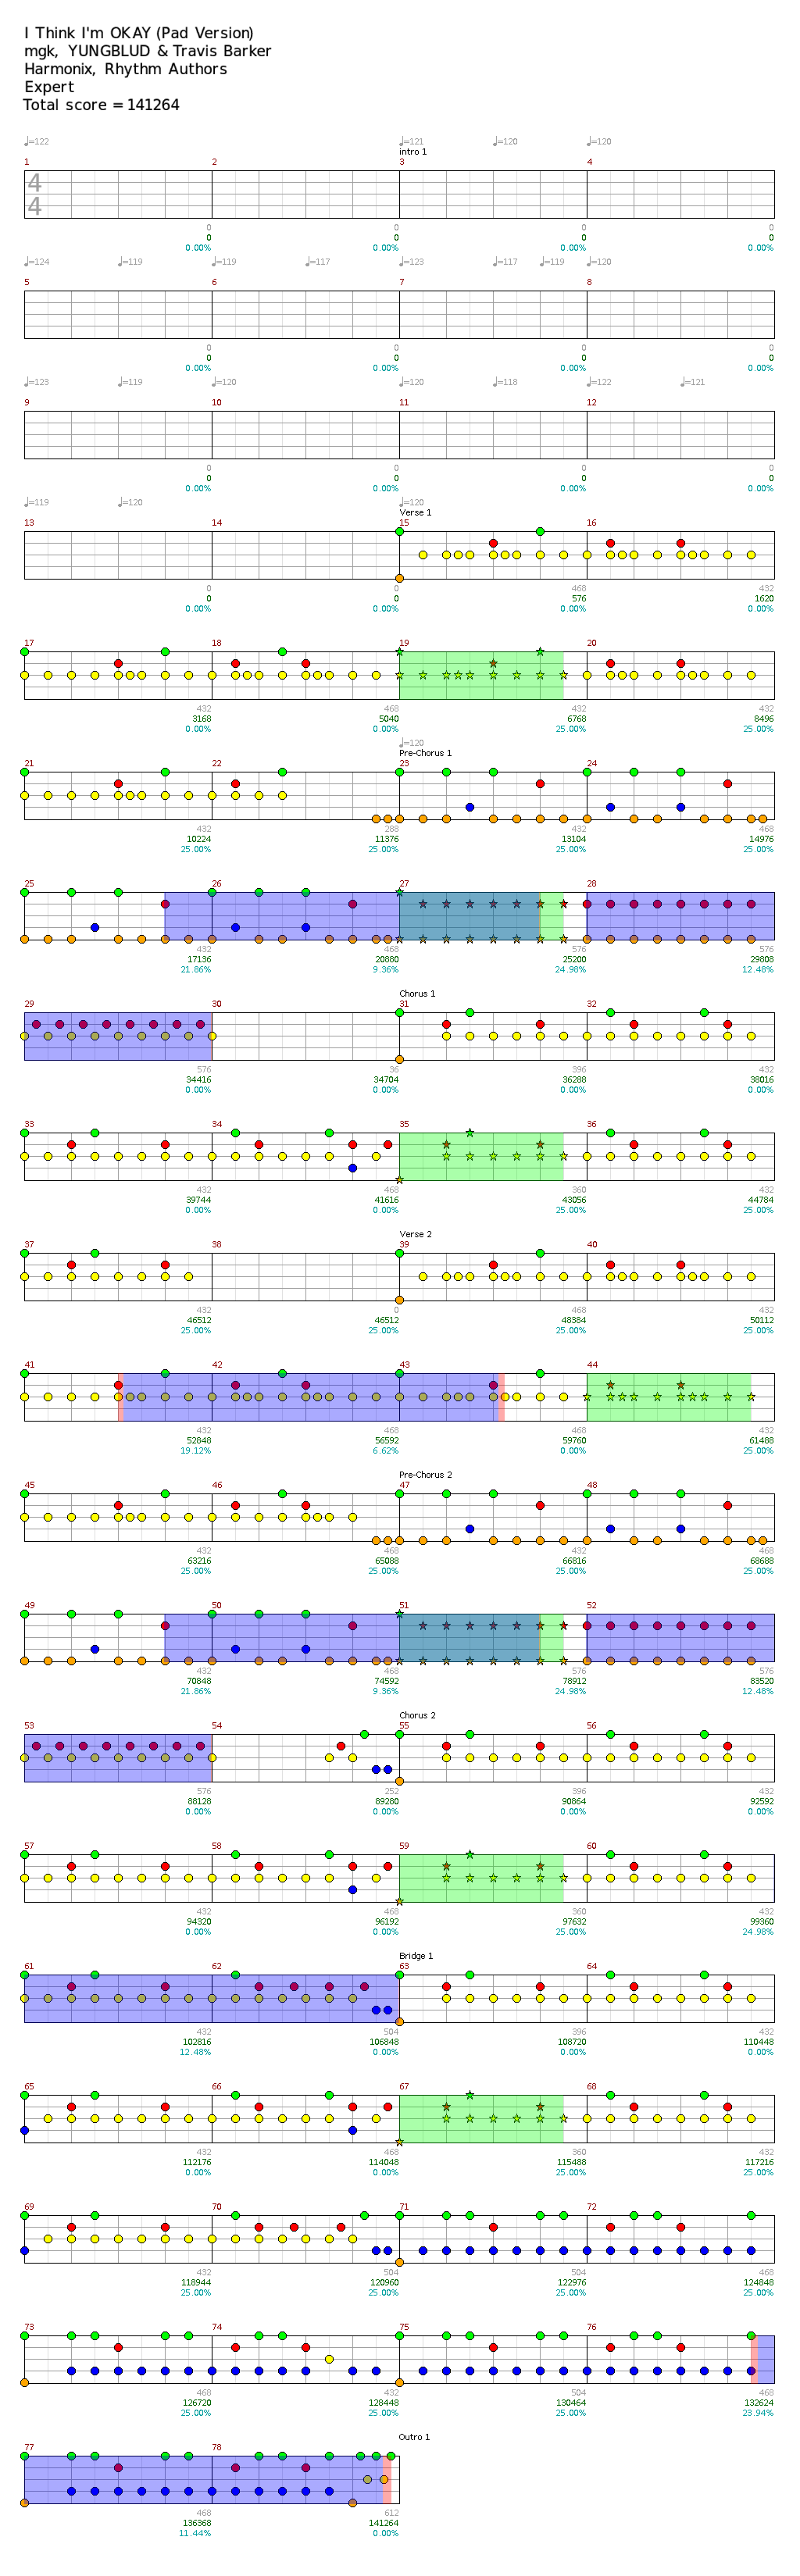 I Think I'm OKAY (Pad Version)
mgk, YUNGBLUD & Travis Barker
Harmonix, Rhythm Authors
Expert
Total score = 141264
♩=122 ♩=121 ♩=120 ♩=120
intro 1
1 2 3 4
4
4
0 0 0 0
0 0 0 0
0.00% 0.00% 0.00% 0.00%
♩=124 ♩=119 ♩=119 ♩=117 ♩=123 ♩=117 ♩=119 ♩=120
5 6 7 8
0 0 0 0
0 0 0 0
0.00% 0.00% 0.00% 0.00%
♩=123 ♩=119 ♩=120 ♩=120 ♩=118 ♩=122 ♩=121
9 10 11 12
0 0 0 0
0 0 0 0
0.00% 0.00% 0.00% 0.00%
♩=119 ♩=120 ♩=120
Verse 1
13 14 15 16
0 0 468 432
0 0 576 1620
0.00% 0.00% 0.00% 0.00%
17 18 19 20
432 468 432 432
3168 5040 6768 8496
0.00% 0.00% 25.00% 25.00%
♩=120
Pre-Chorus 1
21 22 23 24
432 288 432 468
10224 11376 13104 14976
25.00% 25.00% 25.00% 25.00%
25 26 27 28
432 468 576 576
17136 20880 25200 29808
21.86% 9.36% 24.98% 12.48%
Chorus 1
29 30 31 32
576 36 396 432
34416 34704 36288 38016
0.00% 0.00% 0.00% 0.00%
33 34 35 36
432 468 360 432
39744 41616 43056 44784
0.00% 0.00% 25.00% 25.00%
Verse 2
37 38 39 40
432 0 468 432
46512 46512 48384 50112
25.00% 25.00% 25.00% 25.00%
41 42 43 44
432 468 468 432
52848 56592 59760 61488
19.12% 6.62% 0.00% 25.00%
Pre-Chorus 2
45 46 47 48
432 468 432 468
63216 65088 66816 68688
25.00% 25.00% 25.00% 25.00%
49 50 51 52
432 468 576 576
70848 74592 78912 83520
21.86% 9.36% 24.98% 12.48%
Chorus 2
53 54 55 56
576 252 396 432
88128 89280 90864 92592
0.00% 0.00% 0.00% 0.00%
57 58 59 60
432 468 360 432
94320 96192 97632 99360
0.00% 0.00% 25.00% 24.98%
Bridge 1
61 62 63 64
432 504 396 432
102816 106848 108720 110448
12.48% 0.00% 0.00% 0.00%
65 66 67 68
432 468 360 432
112176 114048 115488 117216
0.00% 0.00% 25.00% 25.00%
69 70 71 72
432 504 504 468
118944 120960 122976 124848
25.00% 25.00% 25.00% 25.00%
73 74 75 76
468 432 504 468
126720 128448 130464 132624
25.00% 25.00% 25.00% 23.94%
Outro 1
77 78
468 612
136368 141264
11.44% 0.00%